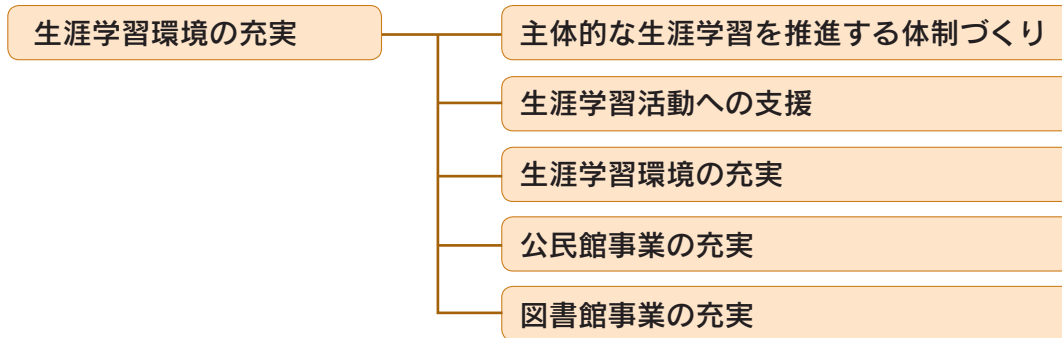 生涯学習環境の充実
主体的な生涯学習を推進する体制づくり
生涯学習活動への支援
生涯学習環境の充実
公民館事業の充実
図書館事業の充実